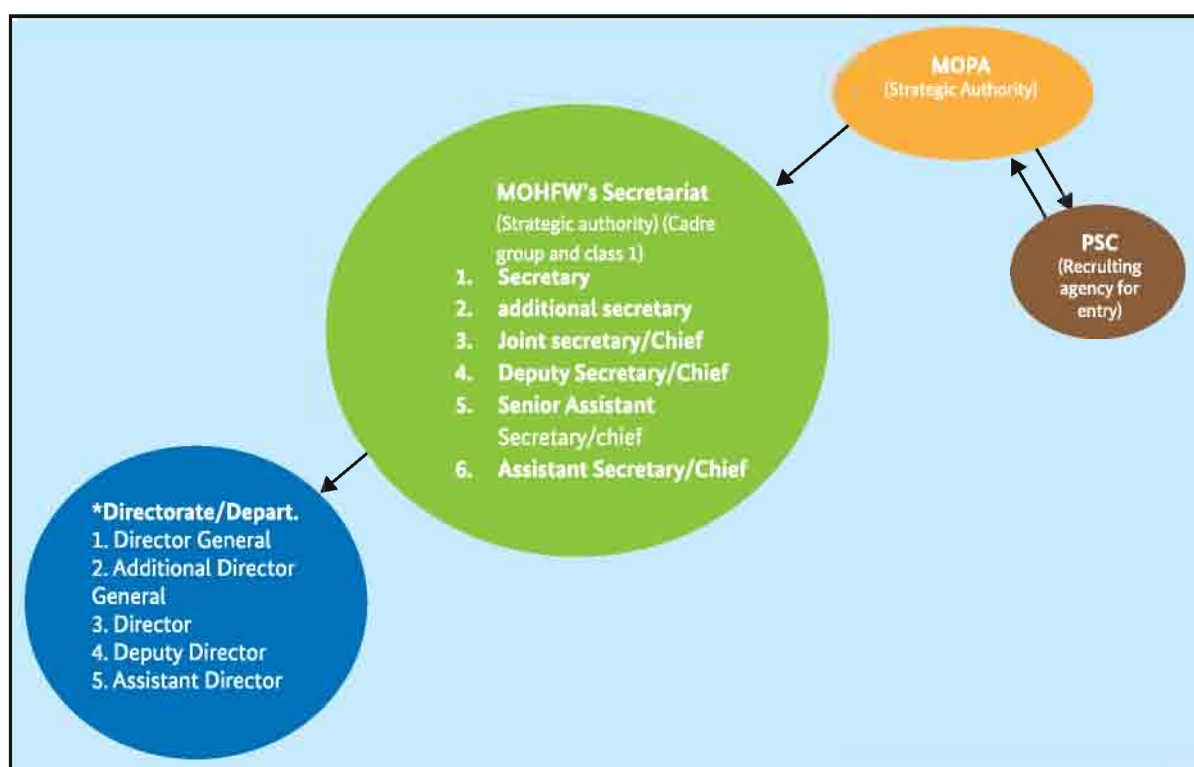 MOPA
(Strategic Authority)
MOHFW's Secretariat
(Strategic authority) (Cadre
group and class 1)
1. Secretary
2. additional secretary
3. Joint secretary/Chief
4. Deputy Secretary/Chief
5. Senior Assistant
Secretary/chief
6. Assistant Secretary/Chief
PSC
(Recrulting
agency for
entry)
*Directorate/Depart.
1. Director General
2. Additional Director
General
3. Director
4. Deputy Director
5. Assistant Director